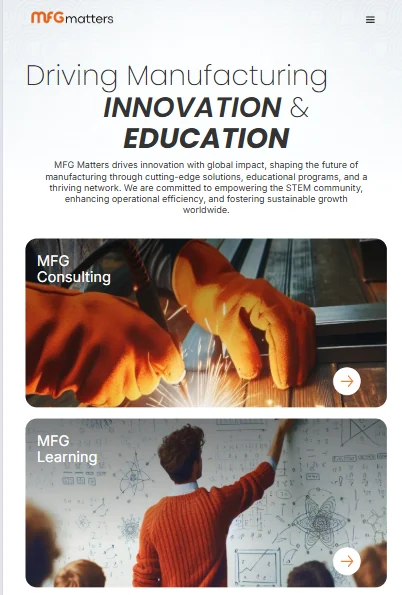 MFG matters
Driving Manufacturing
INNOVATION &
EDUCATION
MFG Matters drives innovation with global impact, shaping the future of
manufacturing through cutting-edge solutions, educational programs, and a
thriving network. We are committed to empowering the STEM community,
enhancing operational efficiency, and fostering sustainable growth
worldwide.
MFG
Consulting
MFG
Learning